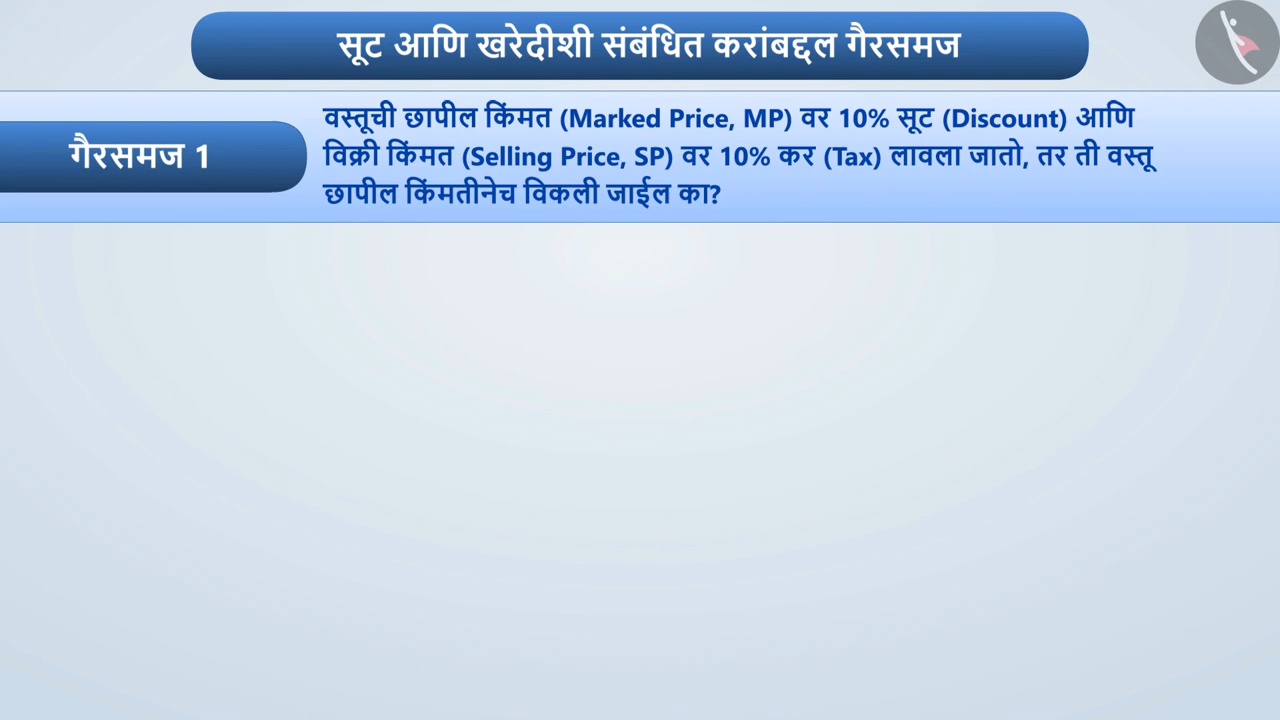 सूट आणि खरेदीशी संबंधित करांबद्दल गैरसमज
गैरसमज 1
वस्तूची छापील किंमत (Marked Price, MP) वर 10% सूट (Discount) आणि
विक्री किंमत (Selling Price, SP) वर 10% कर (Tax) लावला जातो, तर ती वस्तू
छापील किंमतीनेच विकली जाईल का?